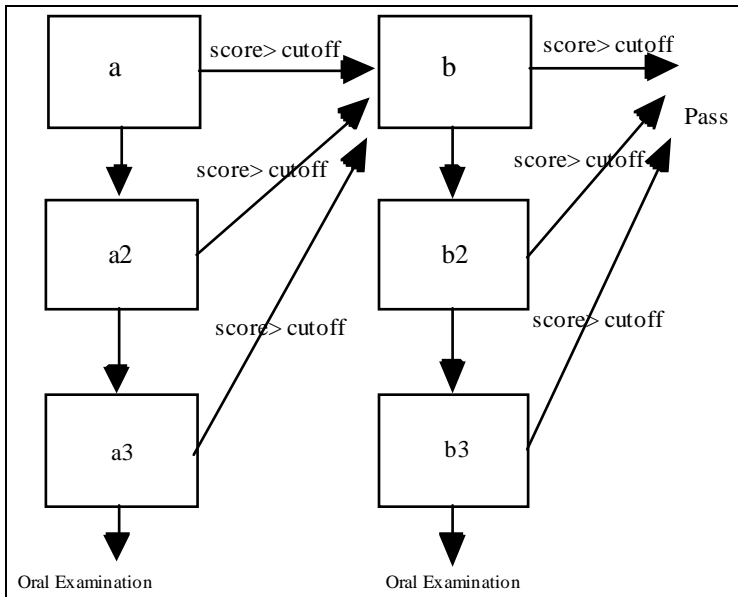 a
score> cutoff
b
score> cutoff
Pass
score> cutoff
score> cutoff
a2
b2
score> cutoff
score> cutoff
a3
b3
Oral Examination
Oral Examination